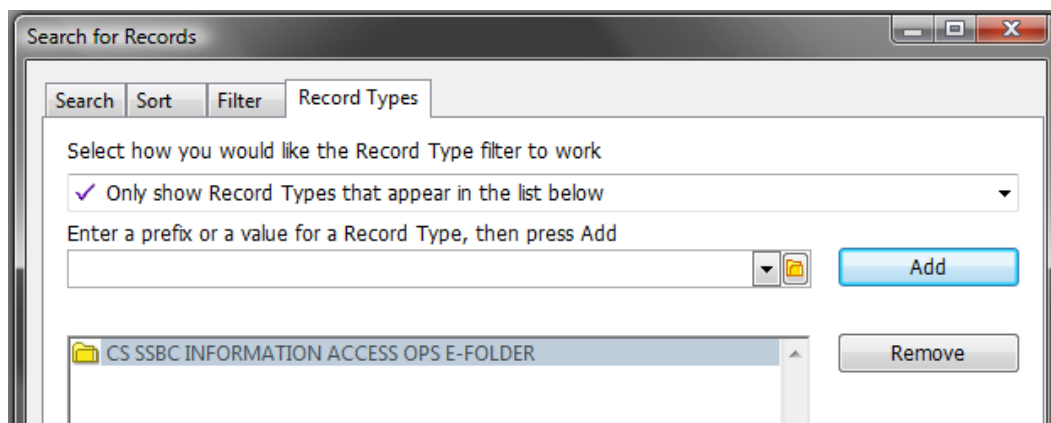 Search for Records
Search Sort Filter Record Types
Select how you would like the Record Type filter to work
Only show Record Types that appear in the list below
Enter a prefix or a value for a Record Type, then press Add
Add
CS SSBC INFORMATION ACCESS OPS E-FOLDER
Remove